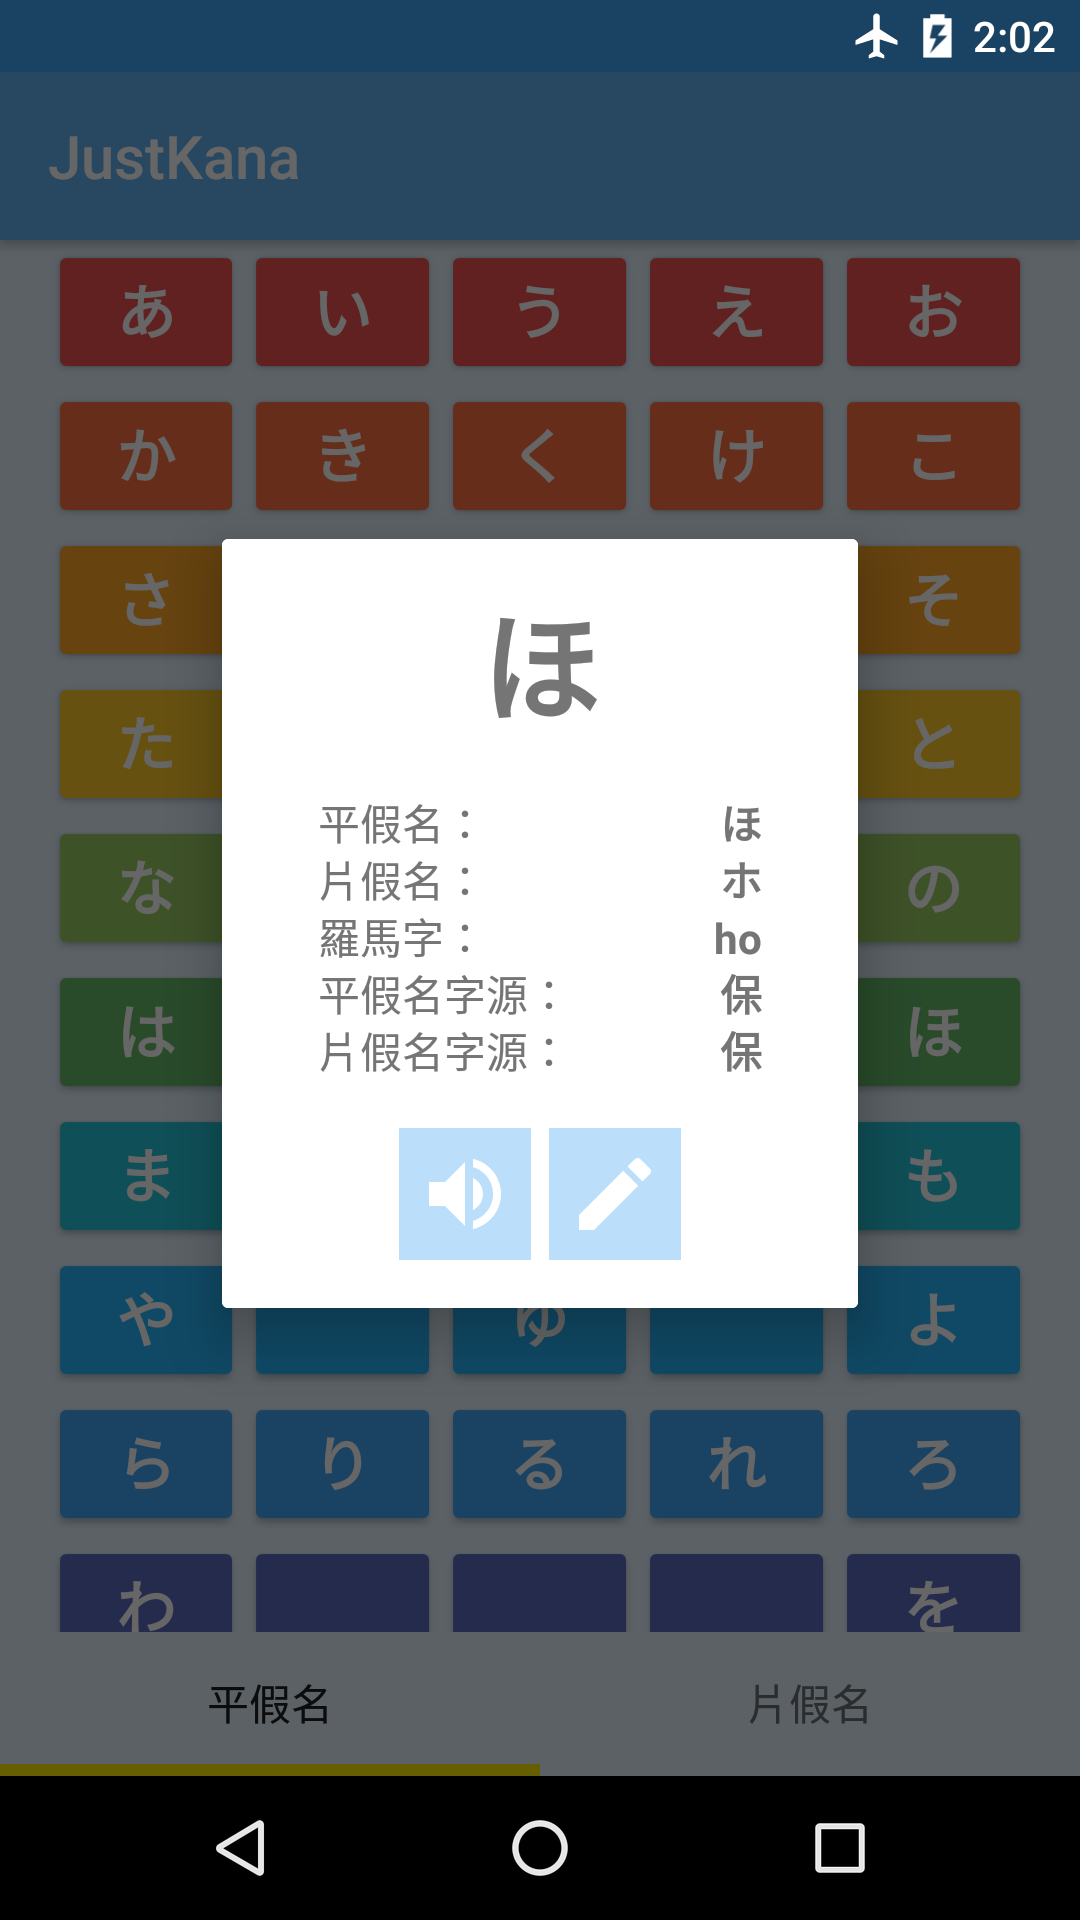 2:02
JustKana
あ い う え お
か き く け こ
さ そ
た と
な の
は ほ
ま も
ほ
平假名： ほ
片假名： ホ
羅馬字： ho
平假名字源： 保
片假名字源： 保
や ゆ よ
ら り る れ ろ
わ を
平假名 片假名